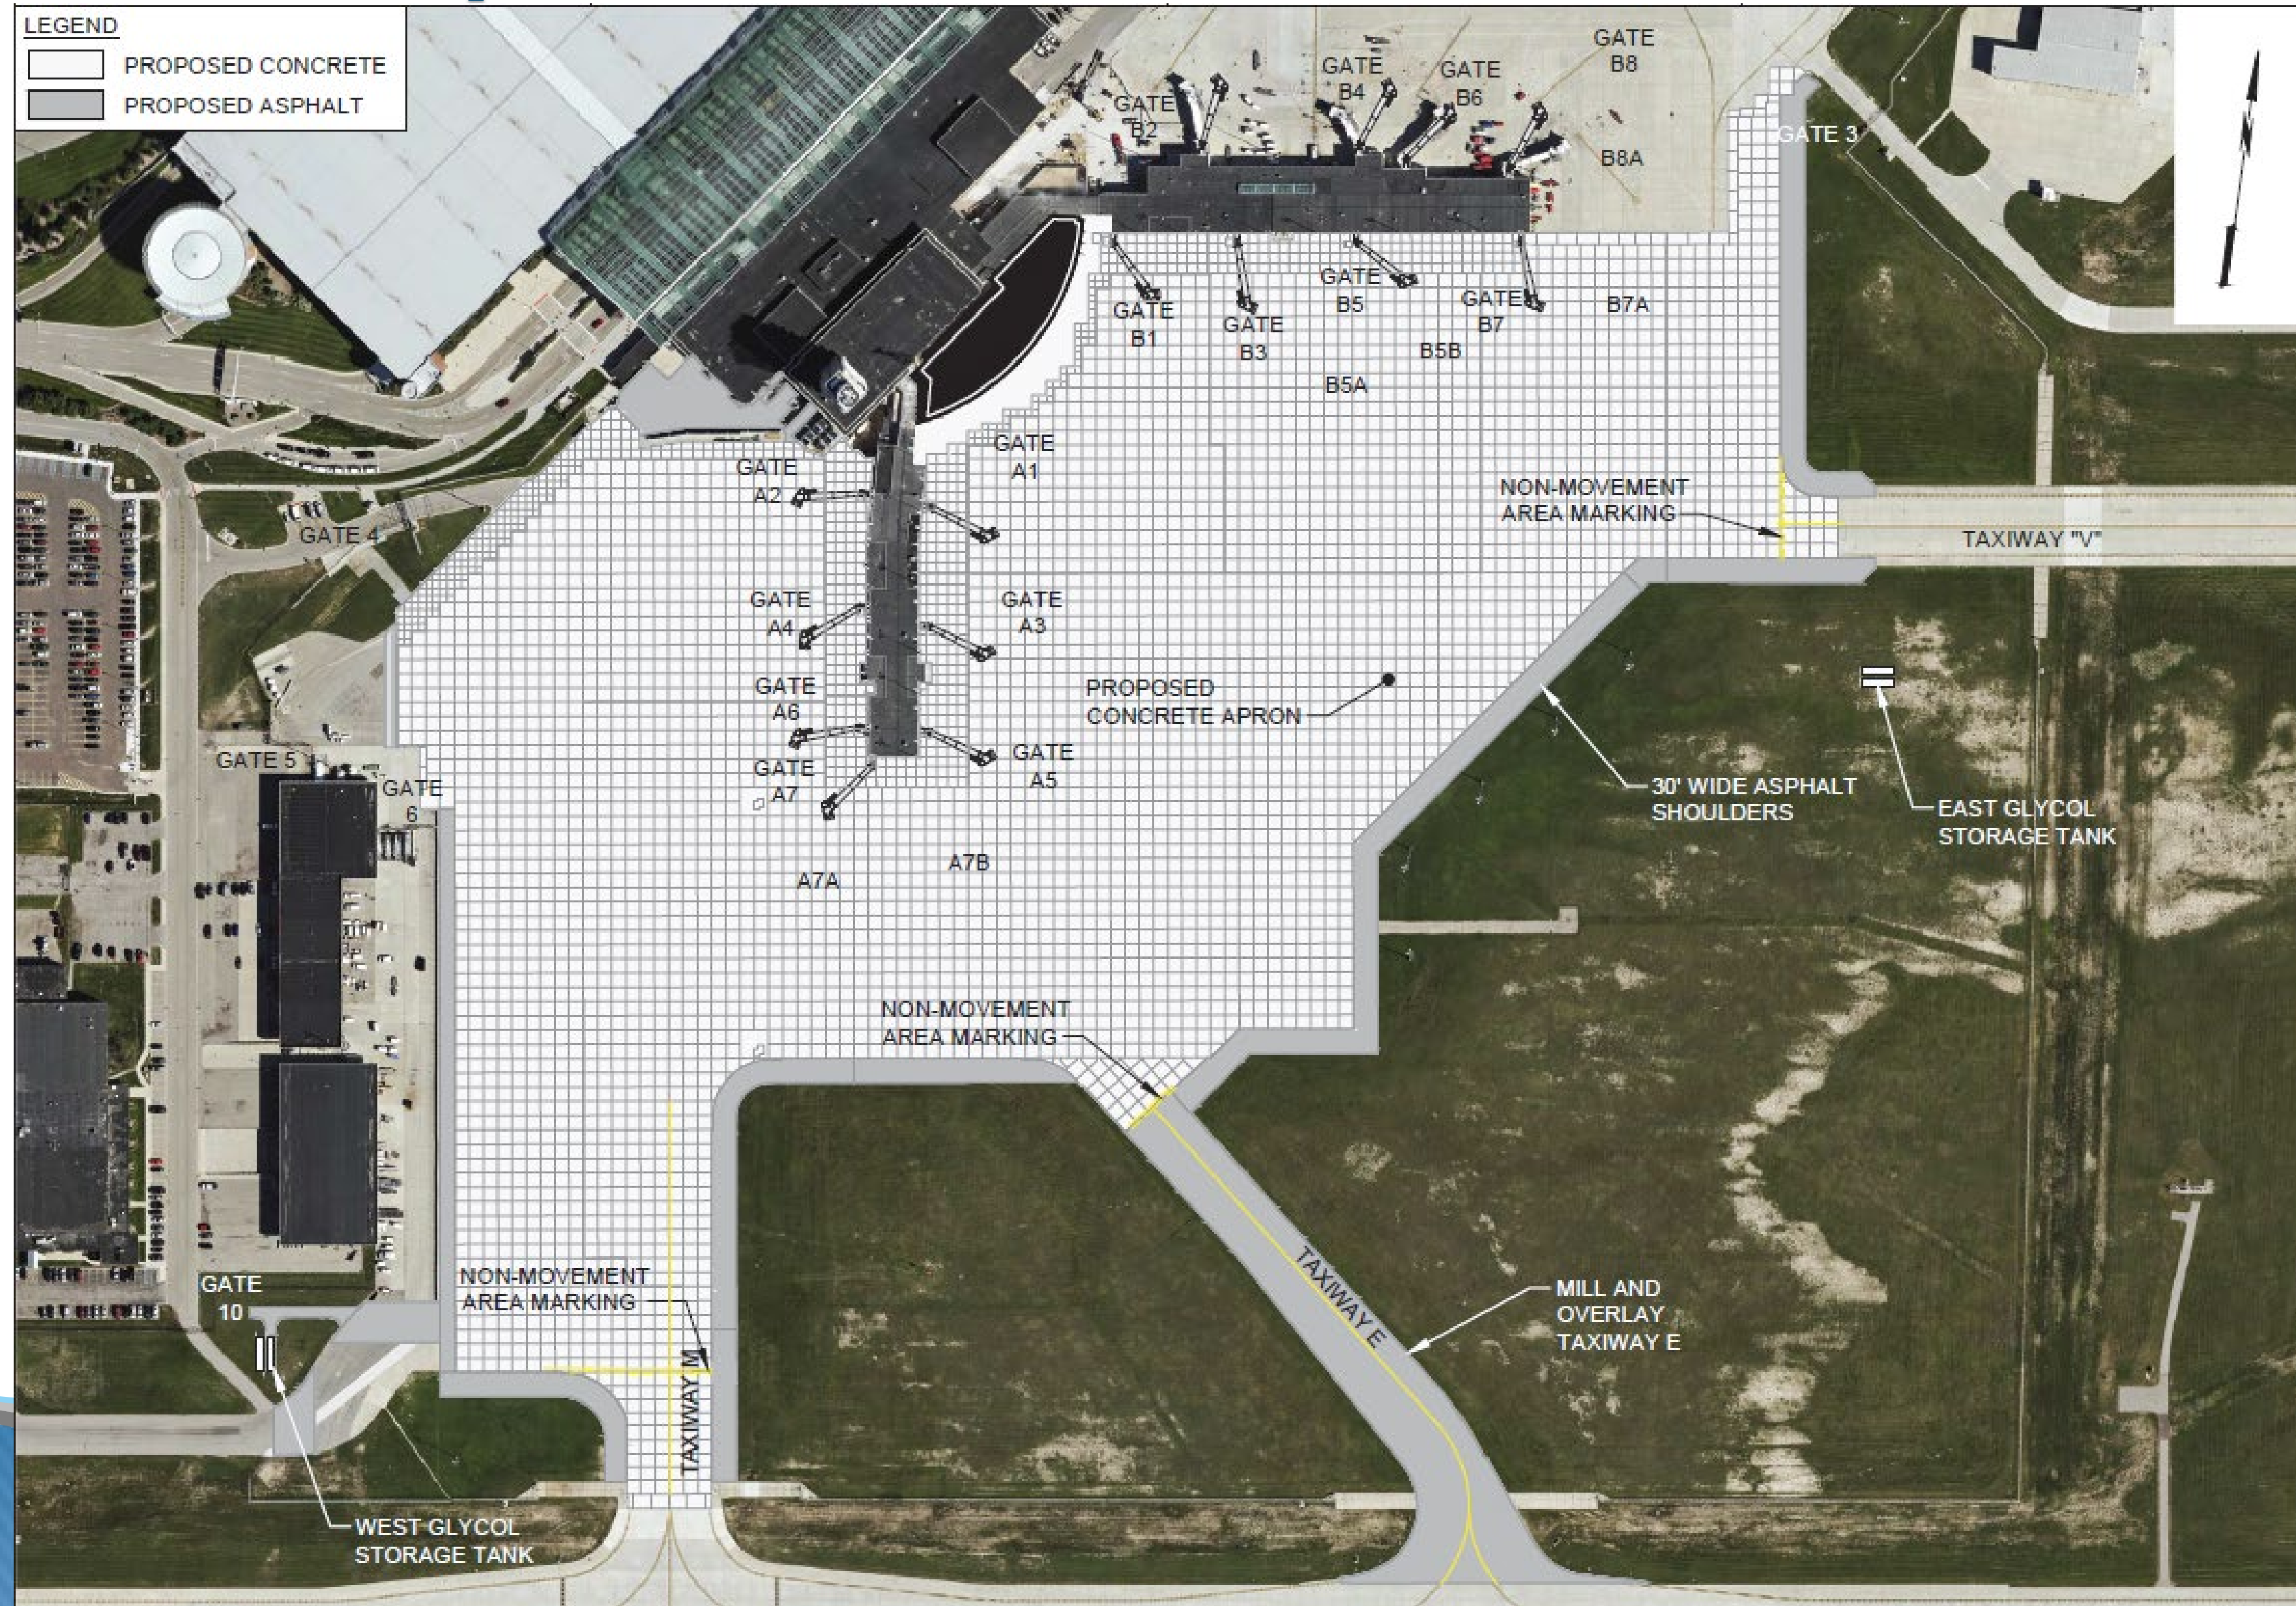 LEGEND
PROPOSED CONCRETE
PROPOSED ASPHALT
GATE
B8
GATE
B4
GATE
B6
GATE
B2
GATE 3
B8A
GATE
B1
GATE
B3
GATE
B5
GATE
B7
B7A
B5B
B5A
GATE
A1
GATE
A2
NON-MOVEMENT
AREA MARKING
GATE 4
TAXIWAY "V"
GATE
A4
GATE
A3
GATE
A6
PROPOSED
CONCRETE APRON
GATE 5
GATE
6
GATE
A7
GATE
A5
30' WIDE ASPHALT
SHOULDERS
EAST GLYCOL
STORAGE TANK
A7A
A7B
NON-MOVEMENT
AREA MARKING
GATE
10
NON-MOVEMENT
AREA MARKING
TAXIWAY M
TAXIWAY E
MILL AND
OVERLAY
TAXIWAY E
WEST GLYCOL
STORAGE TANK